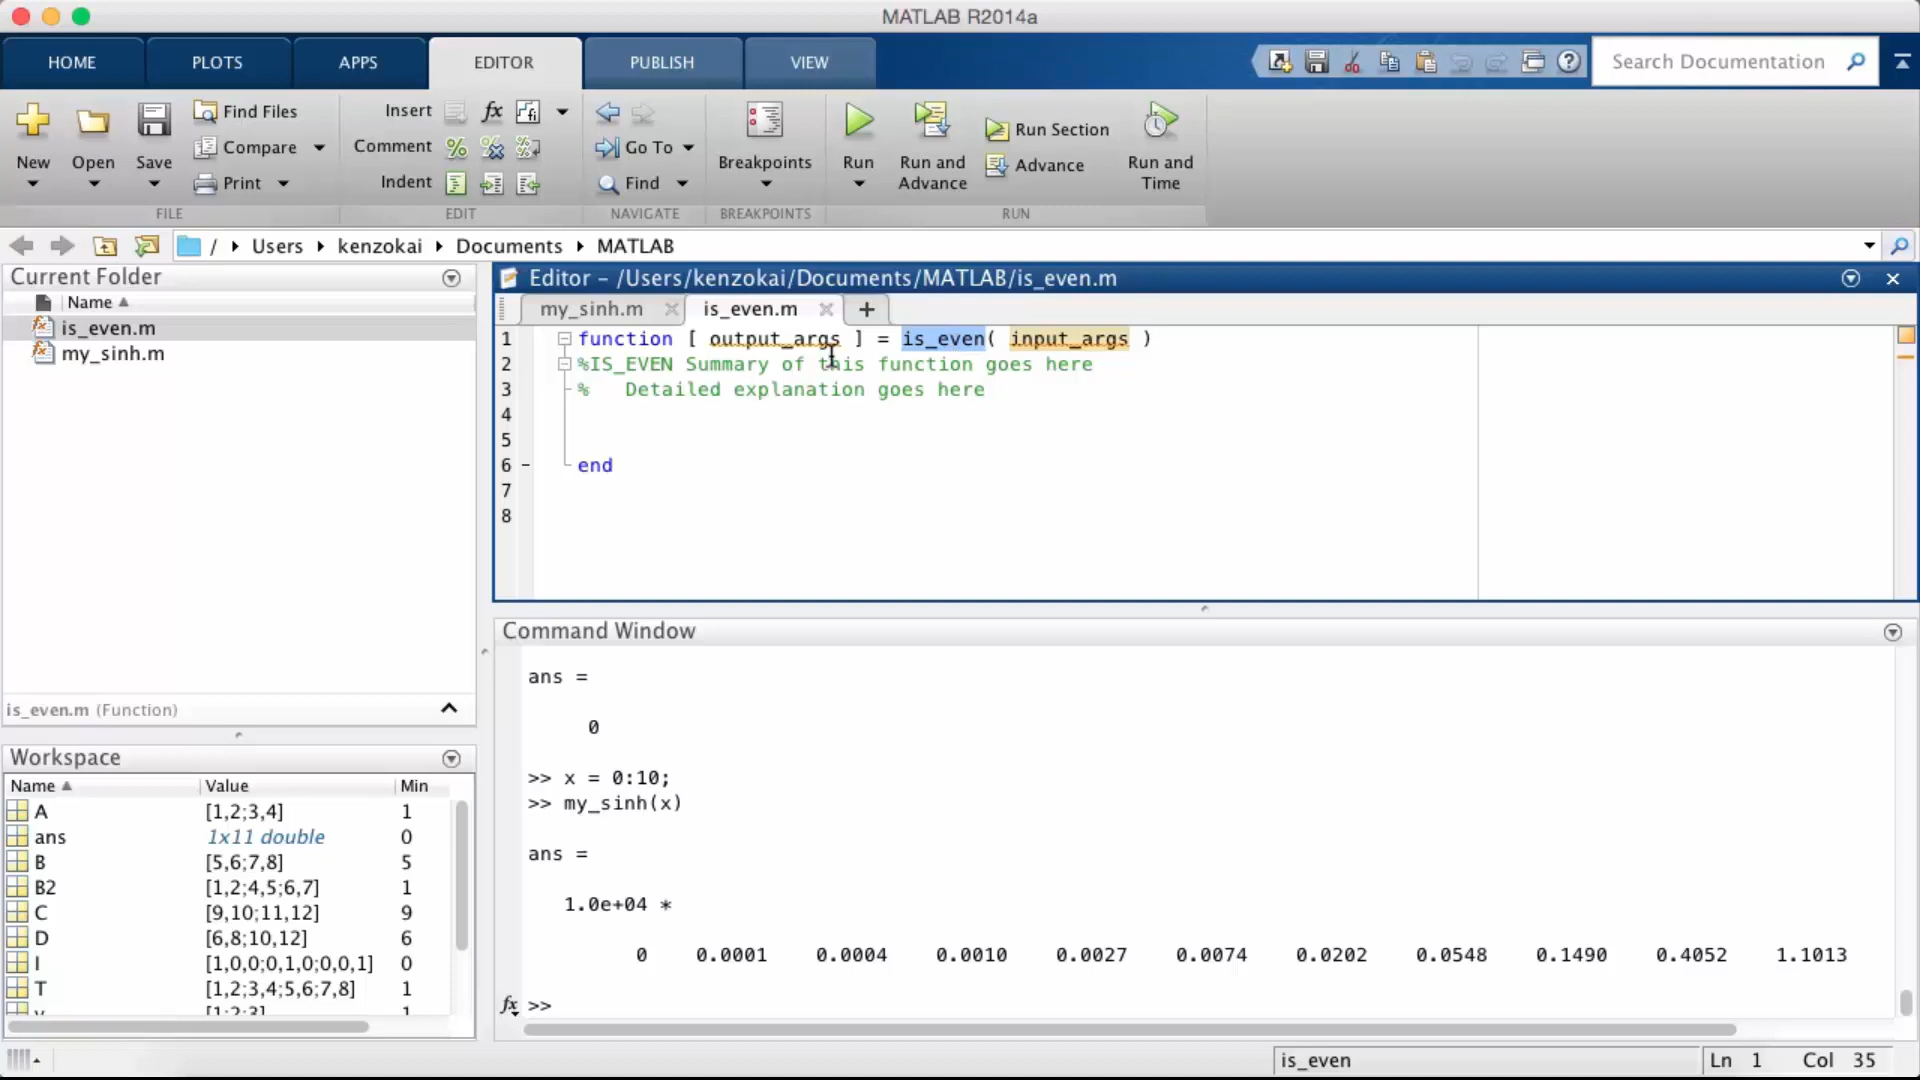 MATLAB R2014a
HOME PLOTS APPS EDITOR PUBLISH VIEW Search Documentation
New Open Save Find Files Compare Print FILE
Insert fx Comment Indent EDIT
Go To Find NAVIGATE
Breakpoints BREAKPOINTS
Run Run and Advance Run Section Advance Run and Time RUN
/ Users kenzokai Documents MATLAB
Current Folder
Name
is_even.m
my_sinh.m
is_even.m (Function)
Workspace
Name Value Min
A [1,2;3,4] 1
ans 1x11 double 0
B [5,6;7,8] 5
B2 [1,2;4,5;6,7] 1
C [9,10;11,12] 9
D [6,8;10,12] 6
I [1,0,0;0,1,0;0,0,1] 0
T [1,2;3,4;5,6;7,8] 1
v [1;2;3] 1
Editor – /Users/kenzokai/Documents/MATLAB/is_even.m
my_sinh.m is_even.m
1 function [ output_args ] = is_even( input_args )
2 %IS_EVEN Summary of this function goes here
3 % Detailed explanation goes here
4
5
6 – end
7
8
Command Window
ans =
0
>> x = 0:10;
>> my_sinh(x)
ans =
1.0e+04 *
0 0.0001 0.0004 0.0010 0.0027 0.0074 0.0202 0.0548 0.1490 0.4052 1.1013
fx >>
is_even Ln 1 Col 35